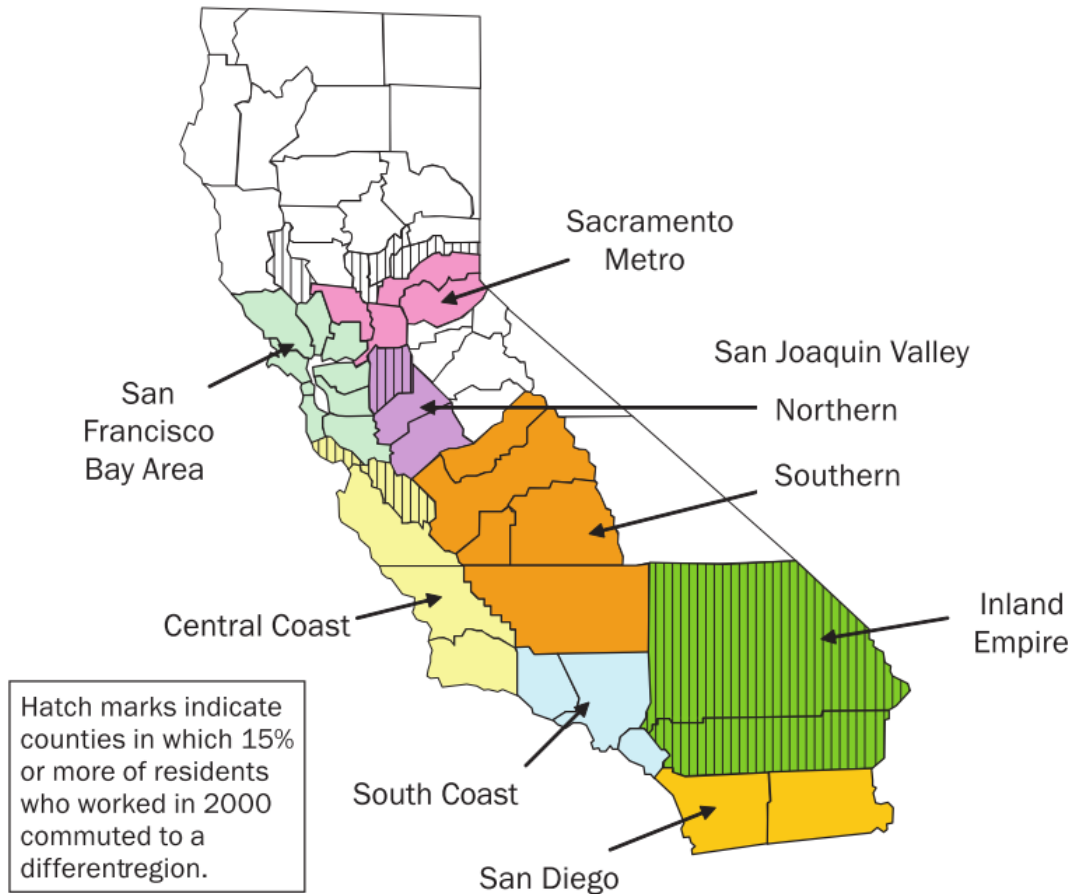 Sacramento
Metro
San Joaquin Valley
Northern
Southern
San
Francisco
Bay Area
Central Coast
Inland
Empire
South Coast
San Diego
Hatch marks indicate
counties in which 15%
or more of residents
who worked in 2000
commuted to a
differentregion.